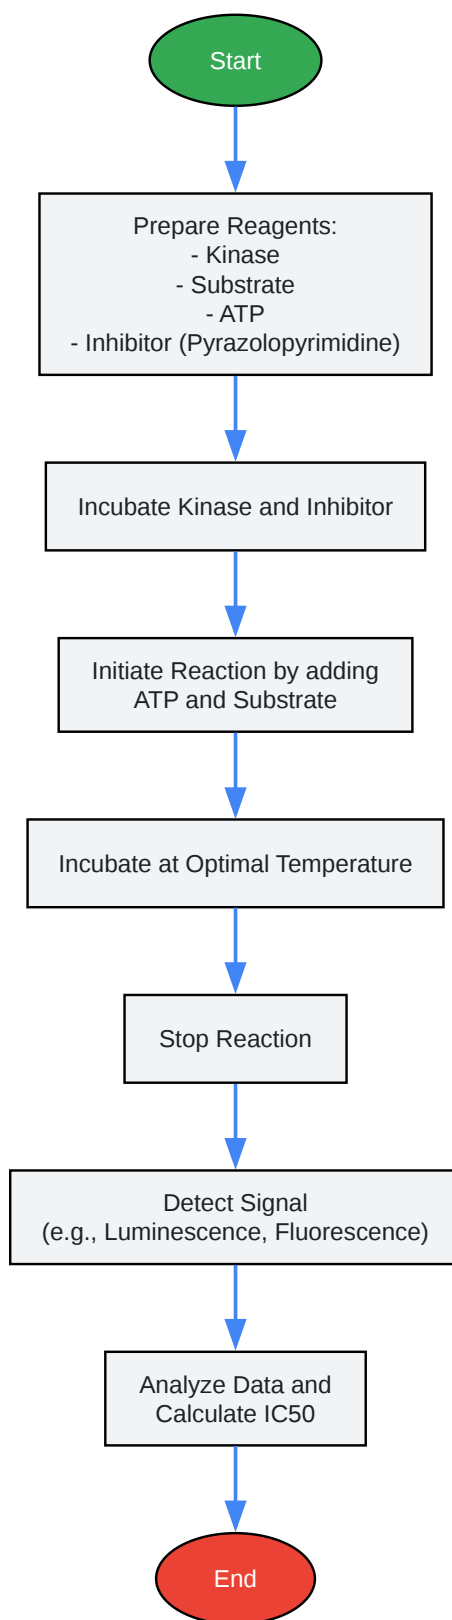 Start
Prepare Reagents:
- Kinase
- Substrate
- ATP
- Inhibitor (Pyrazolopyrimidine)
Incubate Kinase and Inhibitor
Initiate Reaction by adding
ATP and Substrate
Incubate at Optimal Temperature
Stop Reaction
Detect Signal
(e.g., Luminescence, Fluorescence)
Analyze Data and
Calculate IC50
End